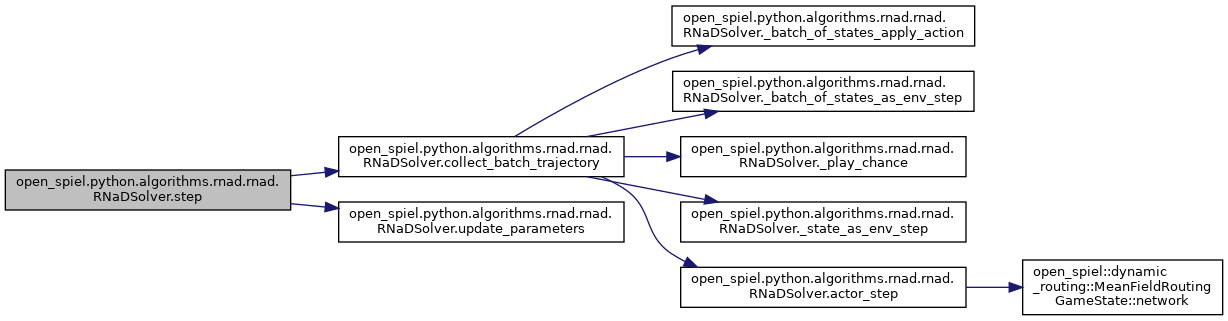 open_spiel.python.algorithms.rnad.rnad.
RNaDSolver.step
open_spiel.python.algorithms.rnad.rnad.
RNaDSolver.collect_batch_trajectory
open_spiel.python.algorithms.rnad.rnad.
RNaDSolver.update_parameters
open_spiel.python.algorithms.rnad.rnad.
RNaDSolver._batch_of_states_apply_action
open_spiel.python.algorithms.rnad.rnad.
RNaDSolver._batch_of_states_as_env_step
open_spiel.python.algorithms.rnad.rnad.
RNaDSolver._play_chance
open_spiel.python.algorithms.rnad.rnad.
RNaDSolver._state_as_env_step
open_spiel.python.algorithms.rnad.rnad.
RNaDSolver.actor_step
open_spiel::dynamic
_routing::MeanFieldRouting
GameState::network